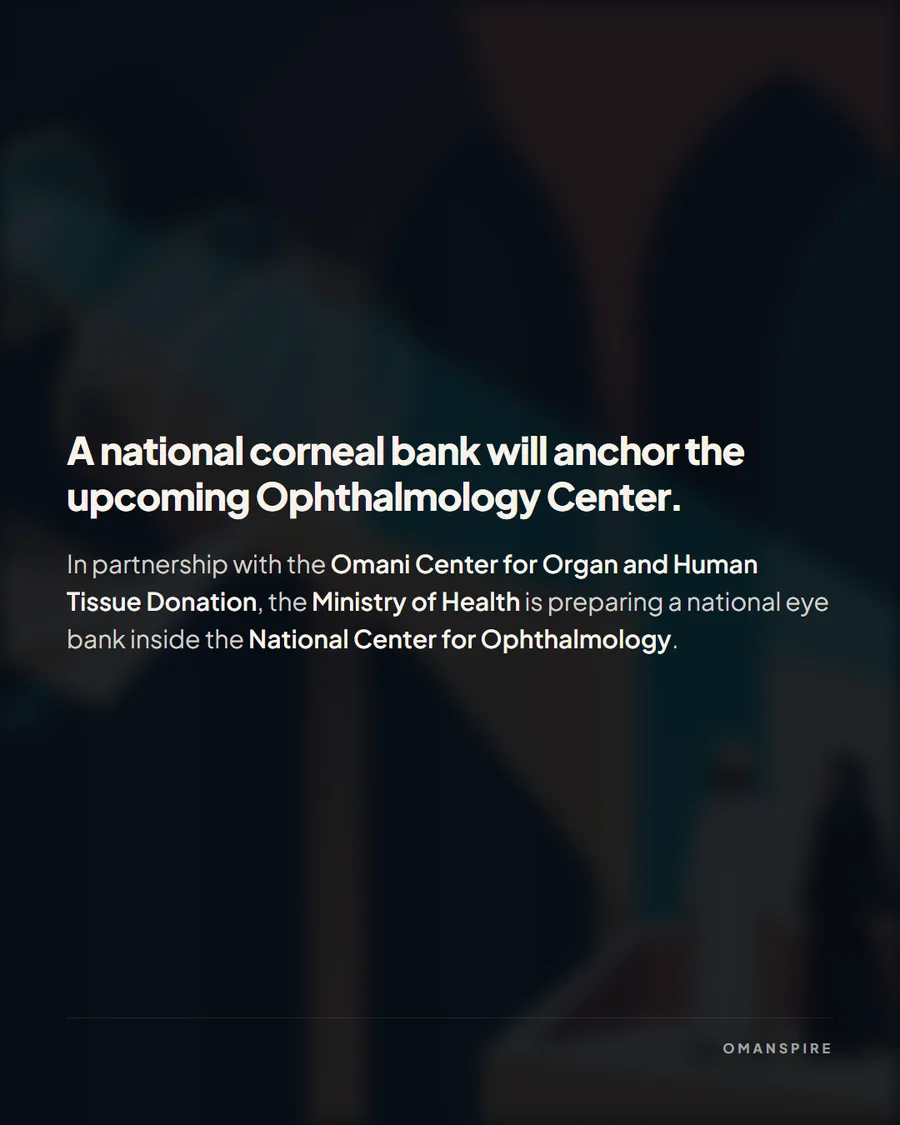 A national corneal bank will anchor the
upcoming Ophthalmology Center.
In partnership with the Omani Center for Organ and Human
Tissue Donation, the Ministry of Health is preparing a national eye
bank inside the National Center for Ophthalmology.
OMANSPIRE